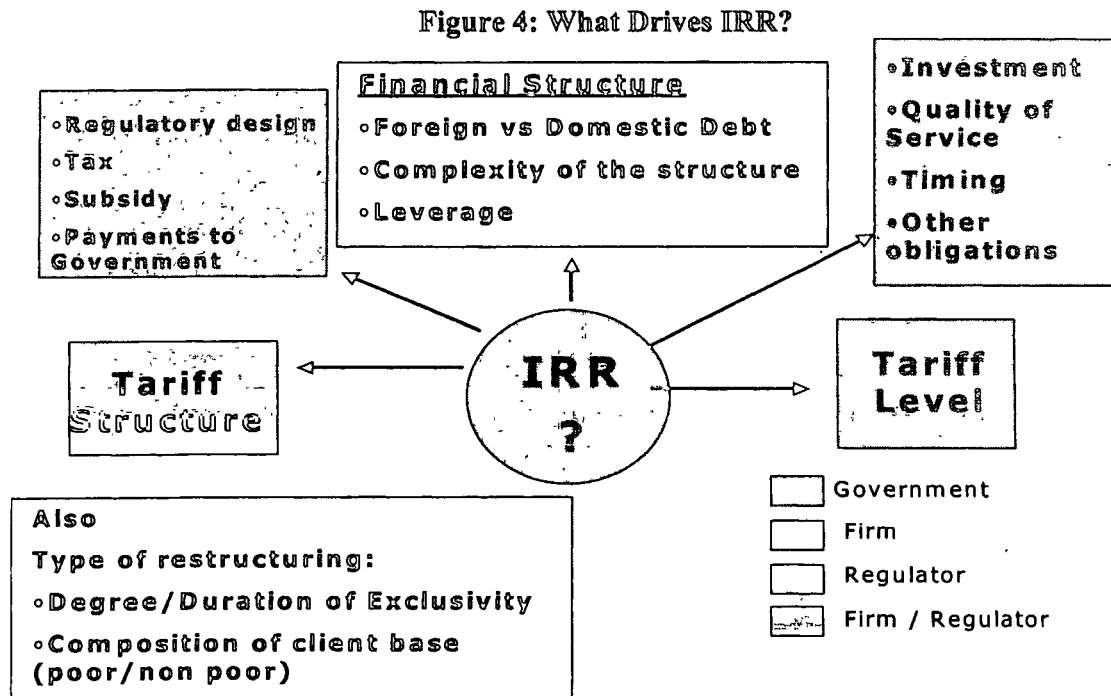 Figure 4: What Drives IRR?
∘Regulatory design
∘Tax
∘Subsidy
∘Payments to
Government
Financial Structure
∘Foreign vs Domestic Debt
∘Complexity of the structure
∘Leverage
∘Investment
∘Quality of
Service
∘Timing
•Other
obligations
Tariff
Structure
IRR
?
Tariff
Level
Also
Type of restructuring:
∘Degree/Duration of Exclusivity
∘Composition of client base
(poor/non poor)
Government
Firm
Regulator
Firm / Regulator